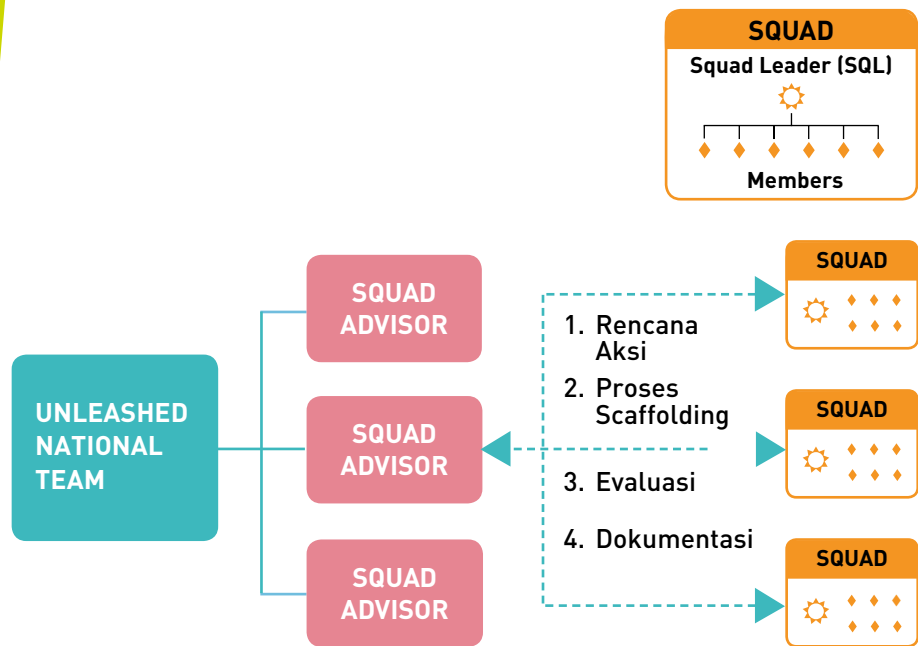 SQUAD
Squad Leader (SQL)
Members
UNLEASHED
NATIONAL
TEAM
SQUAD
ADVISOR
SQUAD
ADVISOR
SQUAD
ADVISOR
1. Rencana
Aksi
2. Proses
Scaffolding
3. Evaluasi
4. Dokumentasi
SQUAD
SQUAD
SQUAD